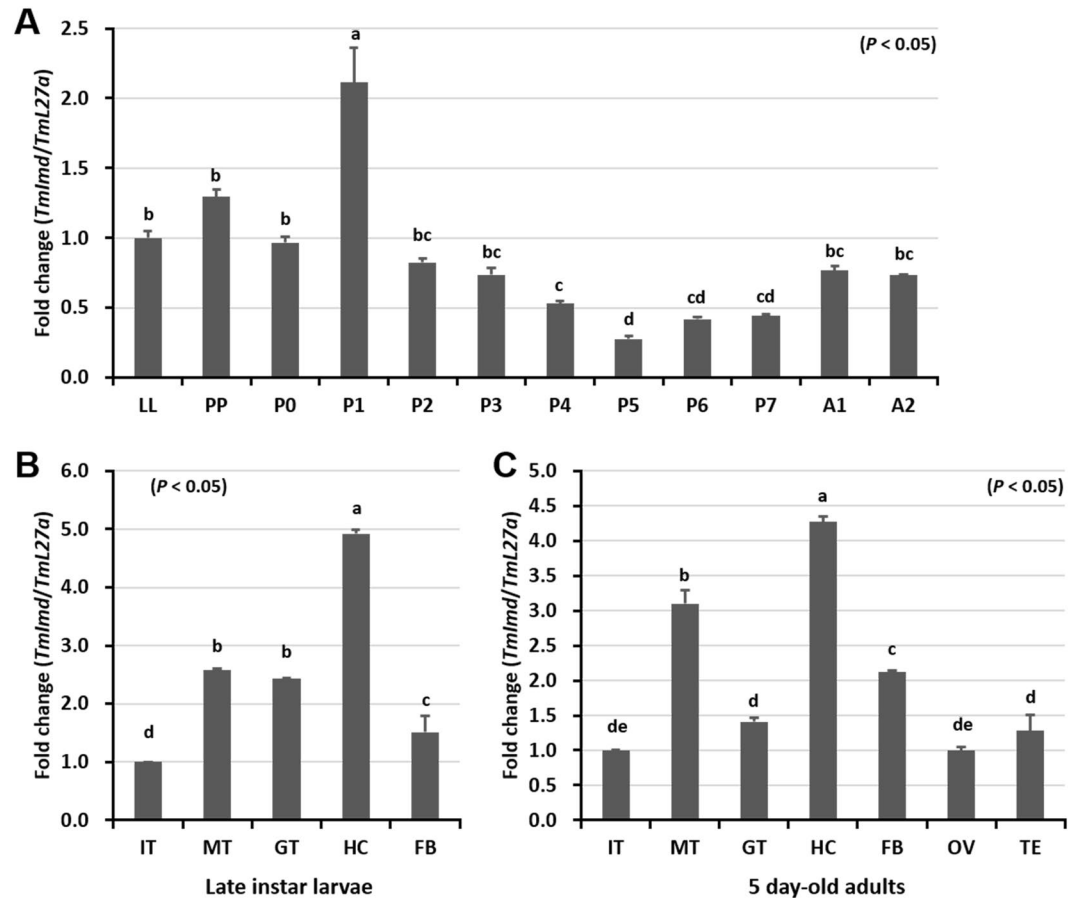 A
Fold change (TmImd/TmL27a)
2.5
2.0
1.5
1.0
0.5
0.0
(P < 0.05)
b
b
b
a
bc
bc
c
d
cd
cd
bc
bc
LL PP P0 P1 P2 P3 P4 P5 P6 P7 A1 A2
B
Fold change (TmImd/TmL27a)
6.0
5.0
4.0
3.0
2.0
1.0
0.0
(P < 0.05)
d
b
b
a
c
IT MT GT HC FB
Late instar larvae
C
Fold change (TmImd/TmL27a)
5.0
4.5
4.0
3.5
3.0
2.5
2.0
1.5
1.0
0.5
0.0
(P < 0.05)
de
b
d
a
c
de
d
IT MT GT HC FB OV TE
5 day-old adults